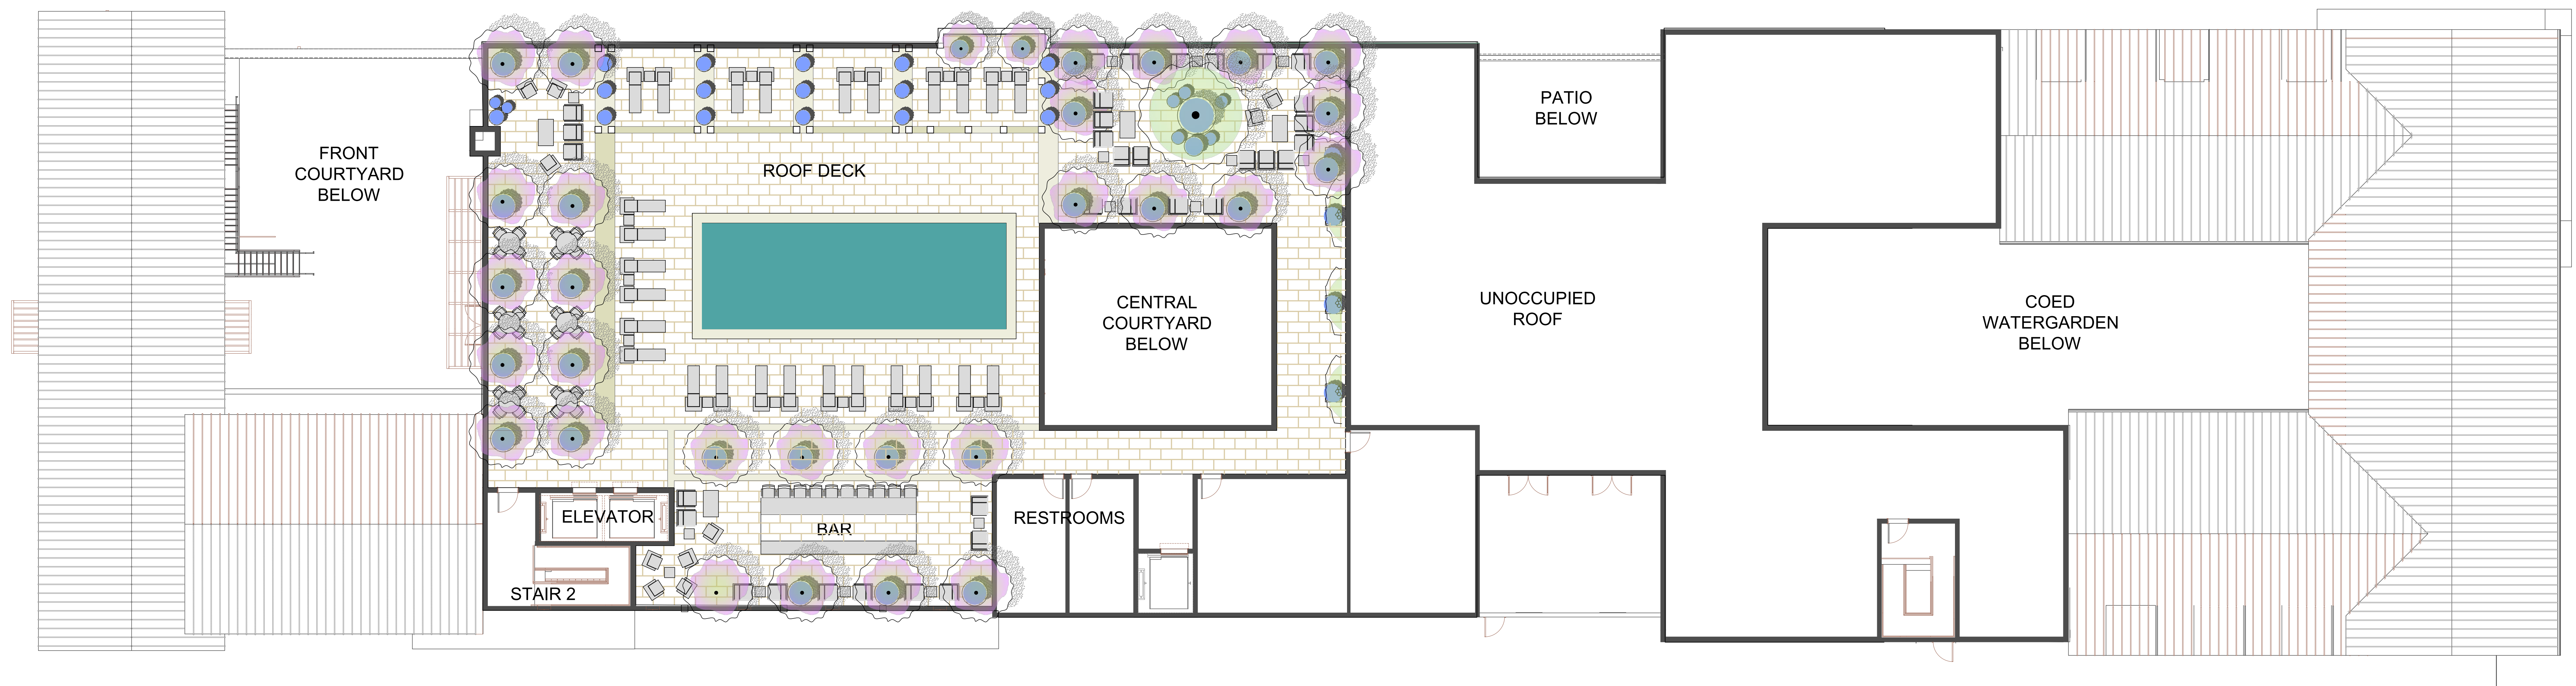 FRONT
COURTYARD
BELOW
ROOF DECK
PATIO
BELOW
CENTRAL
COURTYARD
BELOW
UNOCCUPIED
ROOF
COED
WATERGARDEN
BELOW
ELEVATOR
BAR
RESTROOMS
STAIR 2